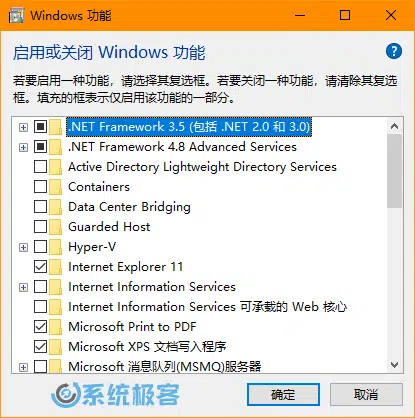 Windows 功能
启用或关闭 Windows 功能
若要启用一种功能，请选择其复选框。若要关闭一种功能，请清除其复选
框。填充的框表示仅启用该功能的一部分。
.NET Framework 3.5 (包括 .NET 2.0 和 3.0)
.NET Framework 4.8 Advanced Services
Active Directory Lightweight Directory Services
Containers
Data Center Bridging
Guarded Host
Hyper-V
Internet Explorer 11
Internet Information Services
Internet Information Services 可承载的 Web 核心
Microsoft Print to PDF
Microsoft XPS 文档写入程序
Microsoft 消息队列(MSMQ)服务器
系统极客
确定
取消